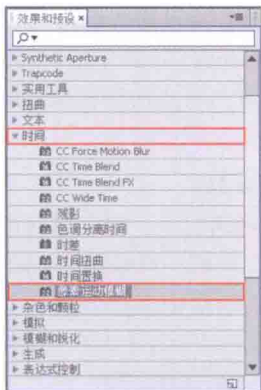 效果和预设
Synthetic Aperture
Trapcode
实用工具
扭曲
文本
时间
CC Force Motion Blur
CC Time Blend
CC Time Blend FX
CC Wide Time
残影
色调分离时间
时差
时间扭曲
时间置换
杂色和颗粒
模拟
模糊和锐化
生成
表达式控制